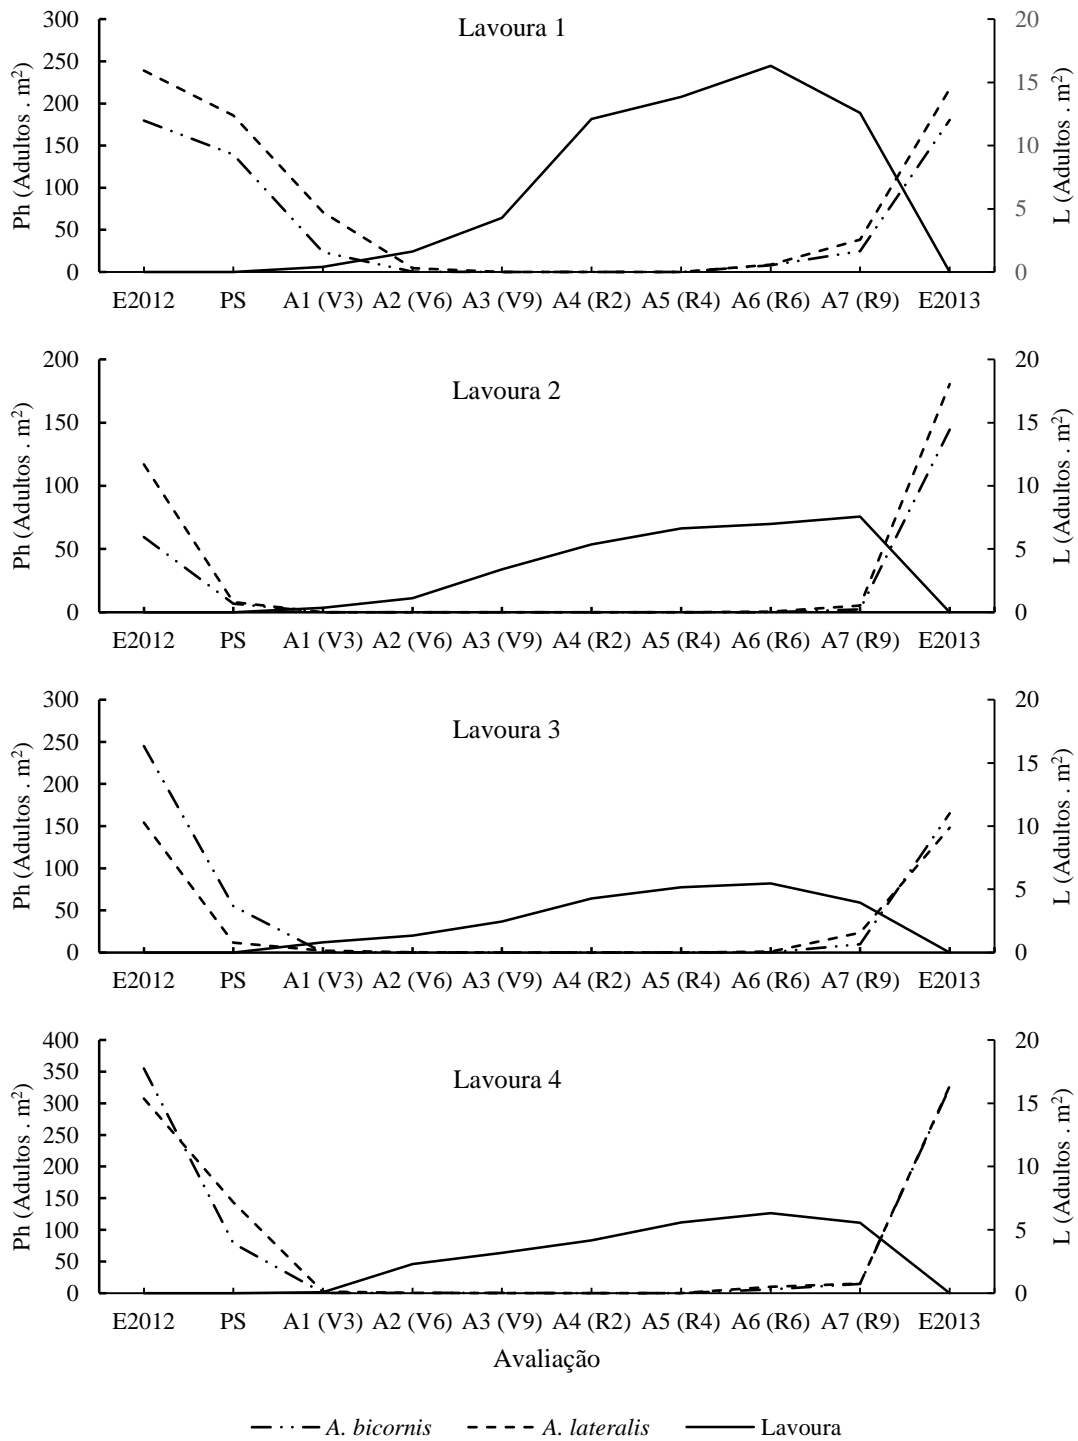 Lavoura 1
Ph (Adultos . m²)
300
250
200
150
100
50
0
20
15
10
5
0
L (Adultos . m²)
E2012 PS A1 (V3) A2 (V6) A3 (V9) A4 (R2) A5 (R4) A6 (R6) A7 (R9) E2013
Lavoura 2
Ph (Adultos . m²)
200
150
100
50
0
20
15
10
5
0
L (Adultos . m²)
E2012 PS A1 (V3) A2 (V6) A3 (V9) A4 (R2) A5 (R4) A6 (R6) A7 (R9) E2013
Lavoura 3
Ph (Adultos . m²)
300
250
200
150
100
50
0
20
15
10
5
0
L (Adultos . m²)
E2012 PS A1 (V3) A2 (V6) A3 (V9) A4 (R2) A5 (R4) A6 (R6) A7 (R9) E2013
Lavoura 4
Ph (Adultos . m²)
400
350
300
250
200
150
100
50
0
20
15
10
5
0
L (Adultos . m²)
E2012 PS A1 (V3) A2 (V6) A3 (V9) A4 (R2) A5 (R4) A6 (R6) A7 (R9) E2013
Avaliação
A. bicornis A. lateralis Lavoura